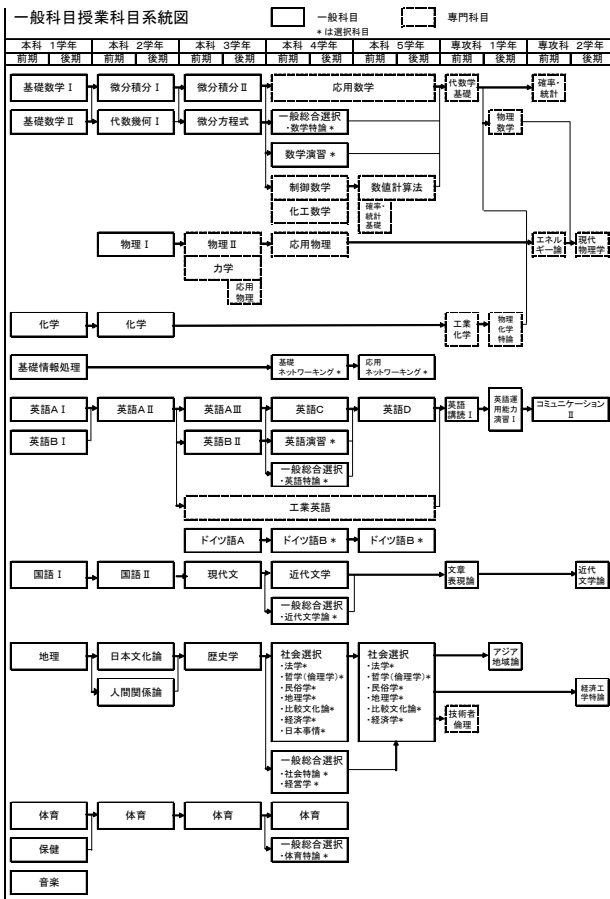 一般科目授業科目系統図
一般科目
専門科目
*は選択科目
本科 1学年 本科 2学年 本科 3学年 本科 4学年 本科 5学年 専攻科 1学年 専攻科 2学年
前期 後期 前期 後期 前期 後期 前期 後期 前期 後期 前期 後期 前期 後期
基礎数学Ⅰ 微分積分Ⅰ 微分積分Ⅱ 応用数学 代数学 確率・
基礎 統計
基礎数学Ⅱ 代数幾何Ⅰ 微分方程式 一般総合選択 物理
・数学特論* 数学
数学演習*
制御数学 数値計算法
化工数学 確率・
統計
基礎
物理Ⅰ 物理Ⅱ 応用物理 エネル 現代
ギー論 物理学
力学
応用
物理
化学 化学 工業 物理
化学 化学
特論
基礎情報処理 基礎 応用
ネットワーキング* ネットワーキング*
英語AⅠ 英語AⅡ 英語AⅢ 英語C 英語D 英語 英語運 コミュニケーション
講読Ⅰ 用能力 Ⅱ
演習Ⅰ
英語BⅠ 英語BⅡ 英語演習*
一般総合選択
・英語特論*
工業英語
ドイツ語A ドイツ語B* ドイツ語B*
国語Ⅰ 国語Ⅱ 現代文 近代文学 文章 近代
表現論 文学論
一般総合選択
・近代文学論*
地理 日本文化論 歴史学 社会選択 社会選択 アジア
・法学* ・法学* 地域論
・哲学(倫理学)* ・哲学(倫理学)*
人間関係論 ・民俗学* ・民俗学* 経済工
・地理学* ・地理学* 学特論
・比較文化論* ・比較文化論* 技術者
・経済学* ・経済学* 倫理
・日本事情*
一般総合選択
・社会特論*
・経営学*
体育 体育 体育 体育
保健 一般総合選択
・体育特論*
音楽